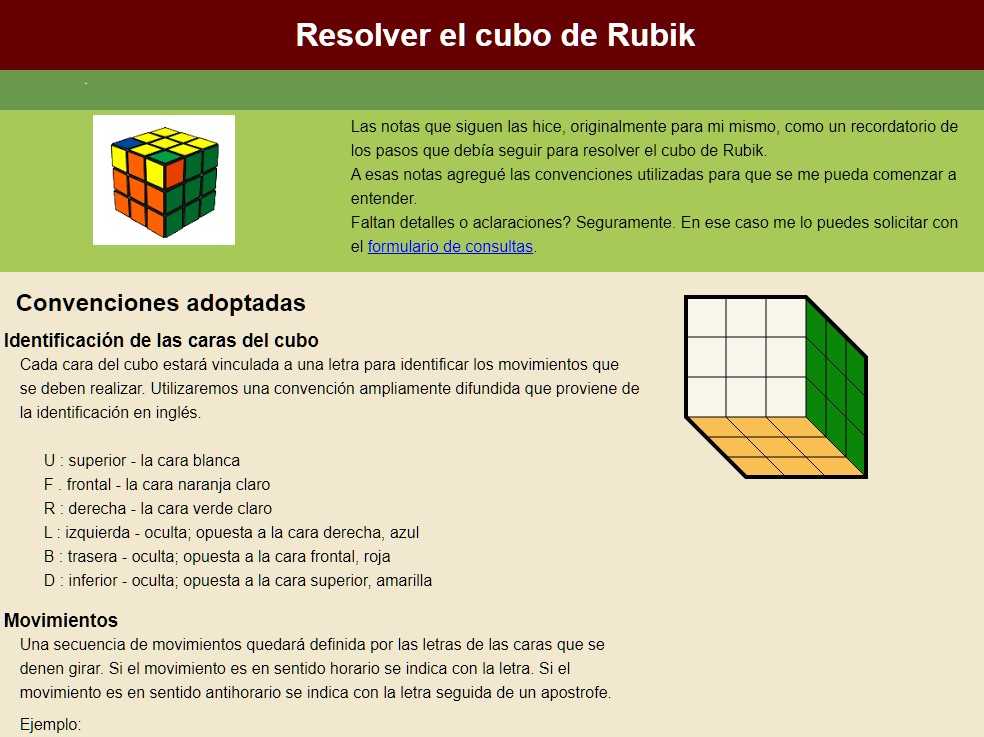 Resolver el cubo de Rubik
Las notas que siguen las hice, originalmente para mi mismo, como un recordatorio de
los pasos que debía seguir para resolver el cubo de Rubik.
A esas notas agregué las convenciones utilizadas para que se me pueda comenzar a
entender.
Faltan detalles o aclaraciones? Seguramente. En ese caso me lo puedes solicitar con
el formulario de consultas.
Convenciones adoptadas
Identificación de las caras del cubo
Cada cara del cubo estará vinculada a una letra para identificar los movimientos que
se deben realizar. Utilizaremos una convención ampliamente difundida que proviene de
la identificación en inglés.
U : superior - la cara blanca
F . frontal - la cara naranja claro
R : derecha - la cara verde claro
L : izquierda - oculta; opuesta a la cara derecha, azul
B : trasera - oculta; opuesta a la cara frontal, roja
D : inferior - oculta; opuesta a la cara superior, amarilla
Movimientos
Una secuencia de movimientos quedará definida por las letras de las caras que se
denen girar. Si el movimiento es en sentido horario se indica con la letra. Si el
movimiento es en sentido antihorario se indica con la letra seguida de un apostrofe.
Ejemplo: